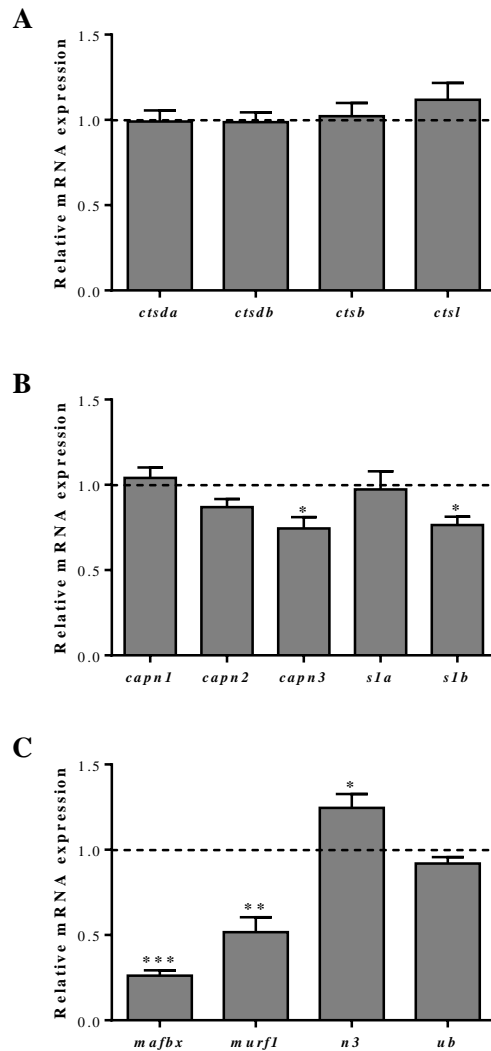 A
Relative mRNA expression
1.5
1.0
0.5
0.0
ctsda ctsdb ctsb ctsl
B
Relative mRNA expression
1.5
1.0
0.5
0.0
* *
capn1 capn2 capn3 s1a s1b
C
Relative mRNA expression
1.5
1.0
0.5
0.0
*** ** *
mafbx murf1 n3 ub